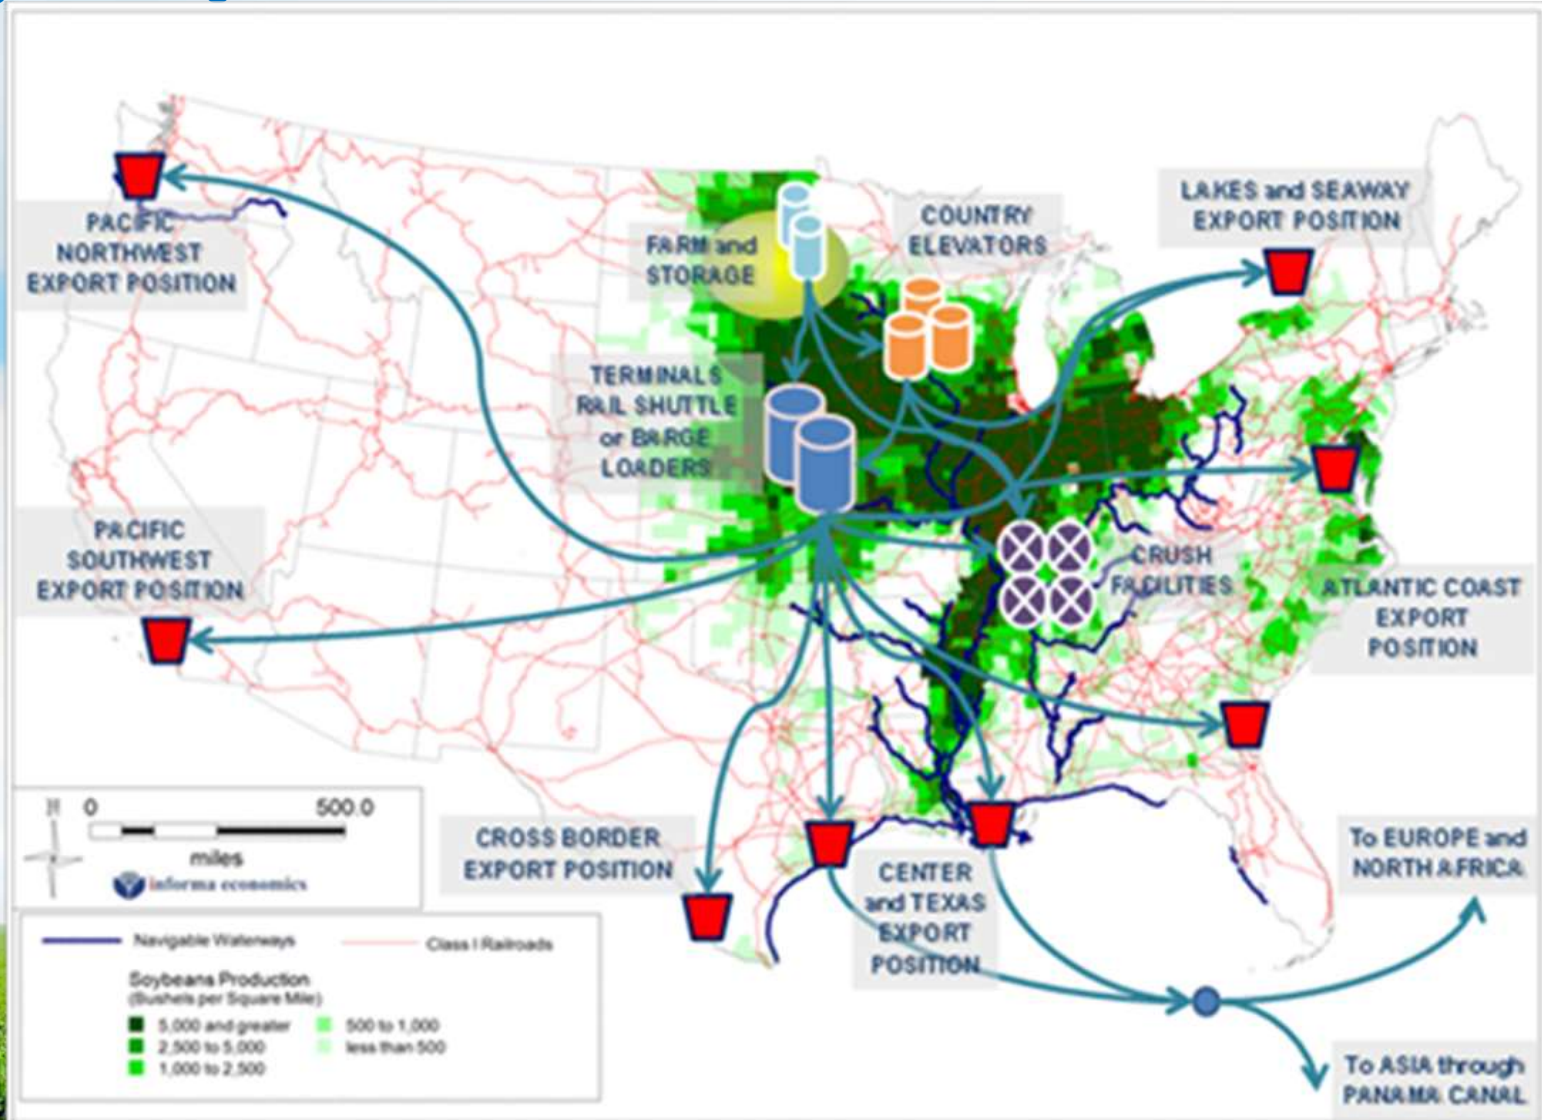 PACIFIC
NORTHWEST
EXPORT POSITION
FARM and
STORAGE
COUNTRY
ELEVATORS
LAKES and SEAWAY
EXPORT POSITION
TERMINALS
RAIL SHUTTLE
or BARGE
LOADERS
PACIFIC
SOUTHWEST
EXPORT POSITION
CRUSH
FACILITIES
ATLANTIC COAST
EXPORT
POSITION
CROSS BORDER
EXPORT POSITION
CENTER
and TEXAS
EXPORT
POSITION
To EUROPE and
NORTH AFRICA
To ASIA through
PANAMA CANAL
0 500.0
miles
informa economics
Navigable Waterways
Class I Railroads
Soybeans Production
(Bushels per Square Mile)
5,000 and greater
2,500 to 5,000
1,000 to 2,500
500 to 1,000
less than 500